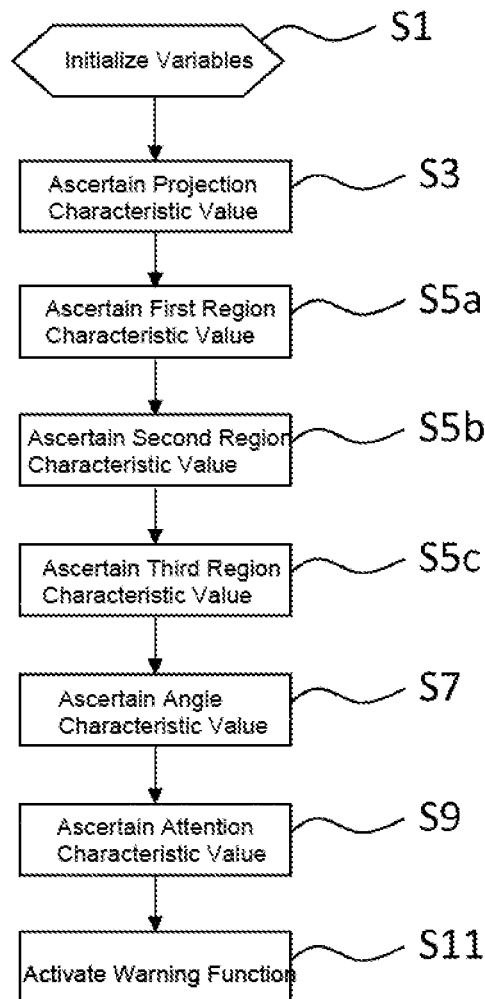 S1
Initialize Variables
S3
Ascertain Projection
Characteristic Value
S5a
Ascertain First Region
Characteristic Value
S5b
Ascertain Second Region
Characteristic Value
S5c
Ascertain Third Region
Characteristic Value
S7
Ascertain Angle
Characteristic Value
S9
Ascertain Attention
Characteristic Value
S11
Activate Warning Function